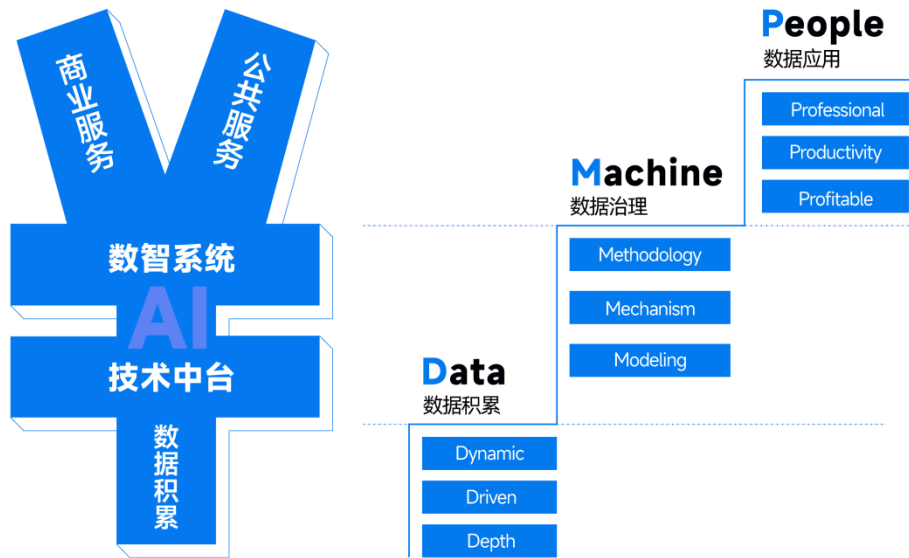 商业服务
公共服务
数智系统
AI
技术中台
数据积累
People
数据应用
Professional
Productivity
Profitable
Machine
数据治理
Methodology
Mechanism
Modeling
Data
数据积累
Dynamic
Driven
Depth